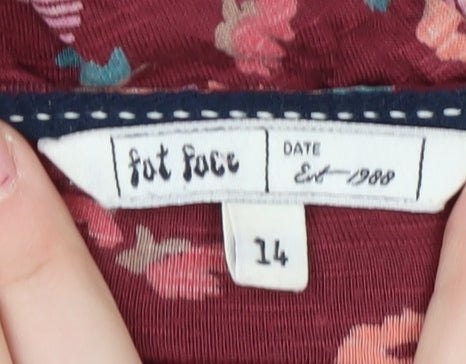 fat face
DATE
Est 1988
14